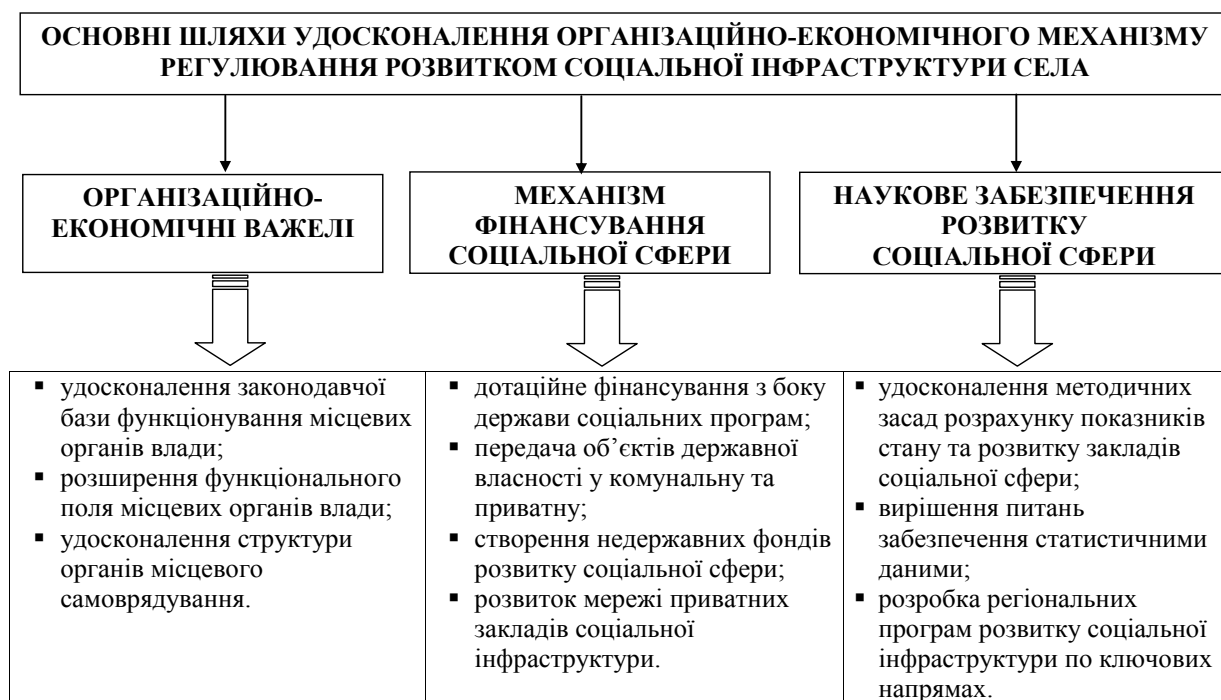 ОСНОВНІ ШЛЯХИ УДОСКОНАЛЕННЯ ОРГАНІЗАЦІЙНО-ЕКОНОМІЧНОГО МЕХАНІЗМУ
РЕГУЛЮВАННЯ РОЗВИТКОМ СОЦІАЛЬНОЇ ІНФРАСТРУКТУРИ СЕЛА
ОРГАНІЗАЦІЙНО-
ЕКОНОМІЧНІ ВАЖЕЛІ
МЕХАНІЗМ
ФІНАНСУВАННЯ
СОЦІАЛЬНОЇ СФЕРИ
НАУКОВЕ ЗАБЕЗПЕЧЕННЯ
РОЗВИТКУ
СОЦІАЛЬНОЇ СФЕРИ
▪ удосконалення законодавчої
бази функціонування місцевих
органів влади;
▪ розширення функціонального
поля місцевих органів влади;
▪ удосконалення структури
органів місцевого
самоврядування.
▪ дотаційне фінансування з боку
держави соціальних програм;
▪ передача об’єктів державної
власності у комунальну та
приватну;
▪ створення недержавних фондів
розвитку соціальної сфери;
▪ розвиток мережі приватних
закладів соціальної
інфраструктури.
▪ удосконалення методичних
засад розрахунку показників
стану та розвитку закладів
соціальної сфери;
▪ вирішення питань
забезпечення статистичними
даними;
▪ розробка регіональних
програм розвитку соціальної
інфраструктури по ключових
напрямах.